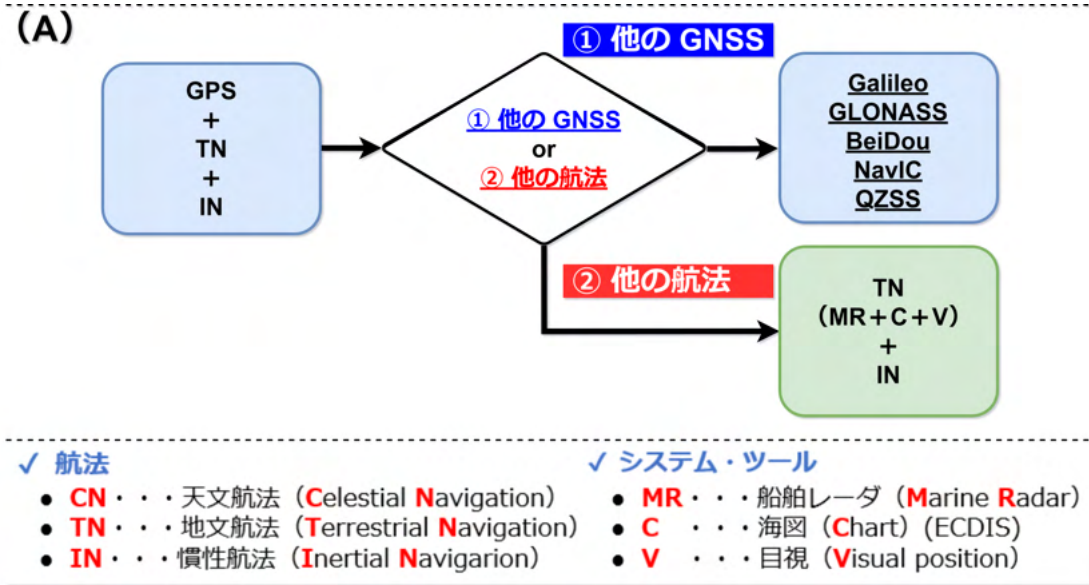 (A)
GPS
+
TN
+
IN
① 他の GNSS
or
② 他の航法
① 他の GNSS
Galileo
GLONASS
BeiDou
NavIC
QZSS
② 他の航法
TN
(MR+C+V)
+
IN
✓ 航法
● CN・・・天文航法（Celestial Navigation）
● TN・・・地文航法（Terrestrial Navigation）
● IN・・・慣性航法（Inertial Navigarion）
✓ システム・ツール
● MR・・・船舶レーダ（Marine Radar）
● C ・・・海図（Chart）(ECDIS)
● V ・・・目視（Visual position）